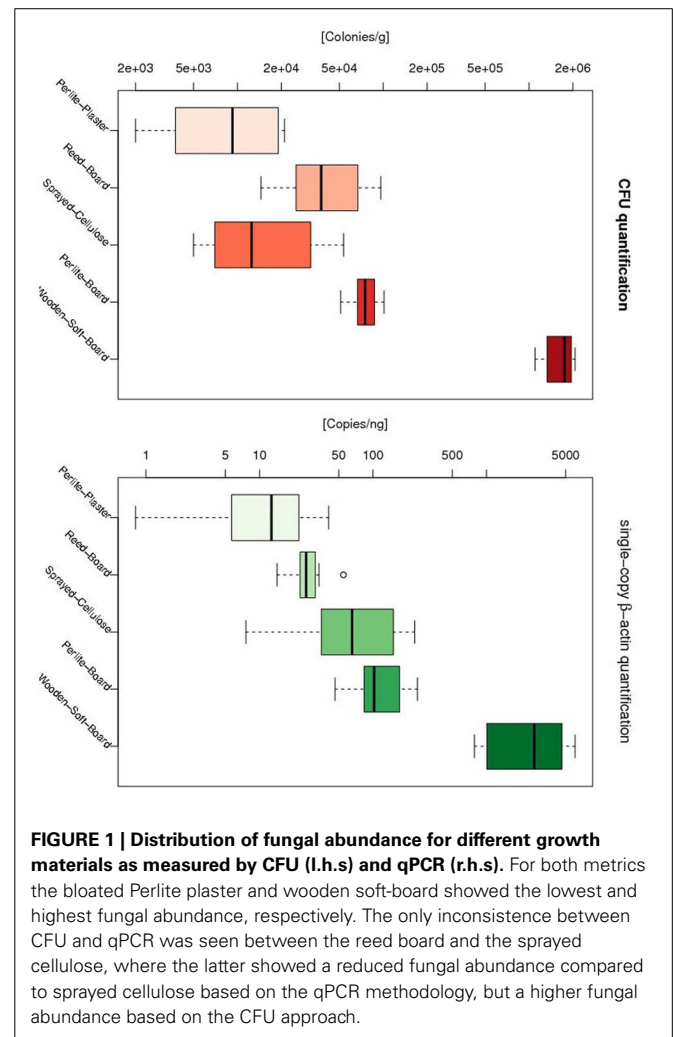 [Colonies/g]
2e+03 5e+03 2e+04 5e+04 2e+05 5e+05 2e+06
Perlite–Plaster
Reed–Board
Sprayed–Cellulose
Perlite–Board
Wooden–Soft–Board
CFU quantification
[Copies/ng]
1 5 10 50 100 500 5000
Perlite–Plaster
Reed–Board
Sprayed–Cellulose
Perlite–Board
Wooden–Soft–Board
single–copy β–actin quantification
FIGURE 1 | Distribution of fungal abundance for different growth
materials as measured by CFU (l.h.s) and qPCR (r.h.s). For both metrics
the bloated Perlite plaster and wooden soft-board showed the lowest and
highest fungal abundance, respectively. The only inconsistence between
CFU and qPCR was seen between the reed board and the sprayed
cellulose, where the latter showed a reduced fungal abundance compared
to sprayed cellulose based on the qPCR methodology, but a higher fungal
abundance based on the CFU approach.